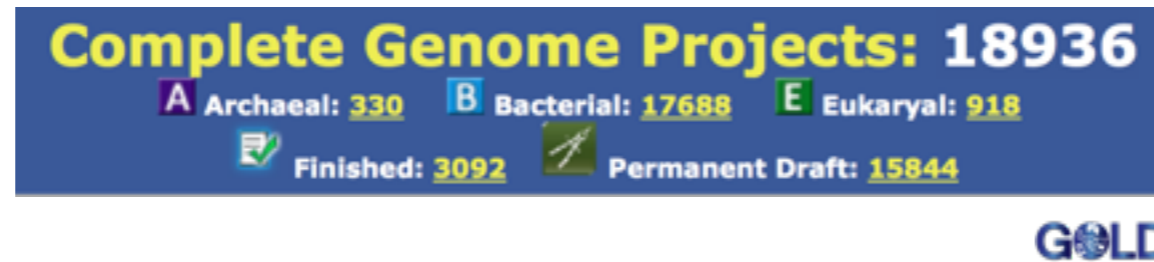 Complete Genome Projects: 18936
A Archaeal: 330 B Bacterial: 17688 E Eukaryal: 918
Finished: 3092 Permanent Draft: 15844
GOLD